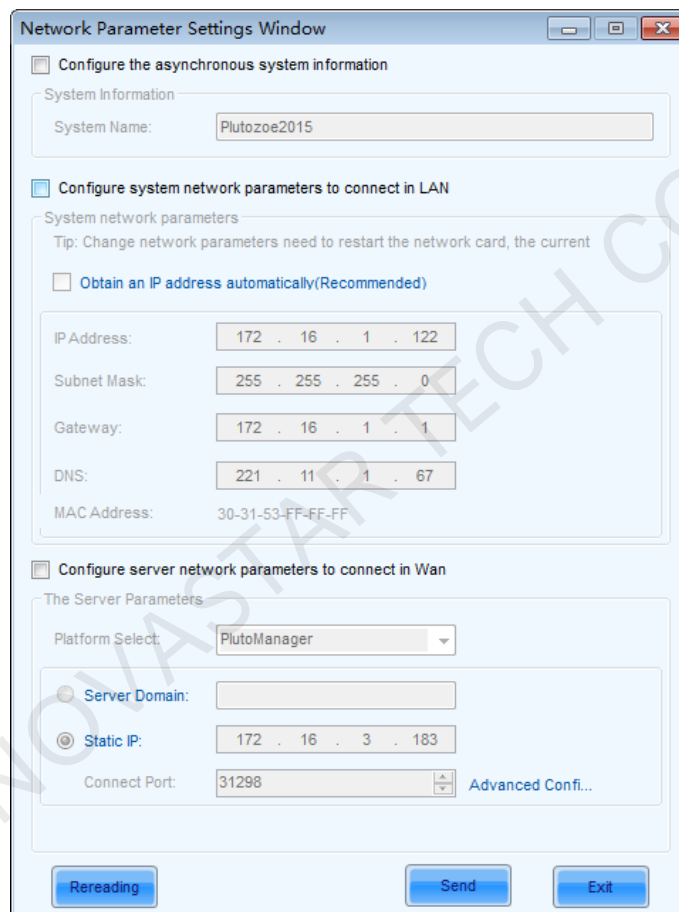 Network Parameter Settings Window
Configure the asynchronous system information
System Information
System Name: Plutozoe2015
Configure system network parameters to connect in LAN
System network parameters
Tip: Change network parameters need to restart the network card, the current
Obtain an IP address automatically(Recommended)
IP Address: 172 . 16 . 1 . 122
Subnet Mask: 255 . 255 . 255 . 0
Gateway: 172 . 16 . 1 . 1
DNS: 221 . 11 . 1 . 67
MAC Address: 30-31-53-FF-FF-FF
Configure server network parameters to connect in Wan
The Server Parameters
Platform Select: PlutoManager
Server Domain:
Static IP: 172 . 16 . 3 . 183
Connect Port: 31298 Advanced Confi...
Rereading Send Exit
NOVASTAR TECH CO